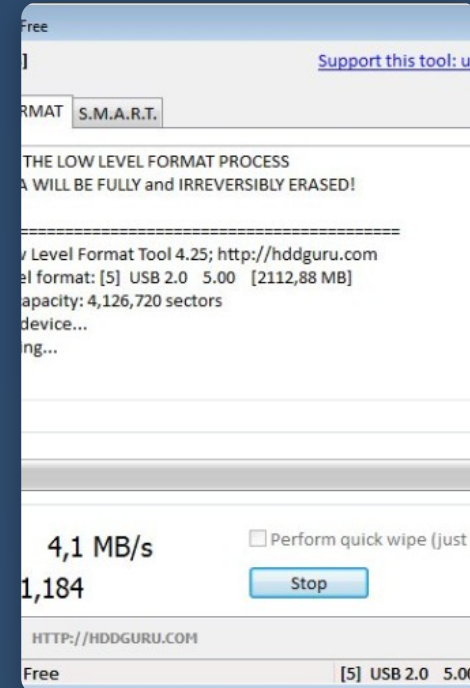 Free
]
Support this tool: u
RMAT S.M.A.R.T.
THE LOW LEVEL FORMAT PROCESS
A WILL BE FULLY and IRREVERSIBLY ERASED!
==========================================
Level Format Tool 4.25; http://hddguru.com
el format: [5] USB 2.0 5.00 [2112,88 MB]
apacity: 4,126,720 sectors
device...
ng...
4,1 MB/s
Perform quick wipe (just
1,184
Stop
HTTP://HDDGURU.COM
Free [5] USB 2.0 5.00